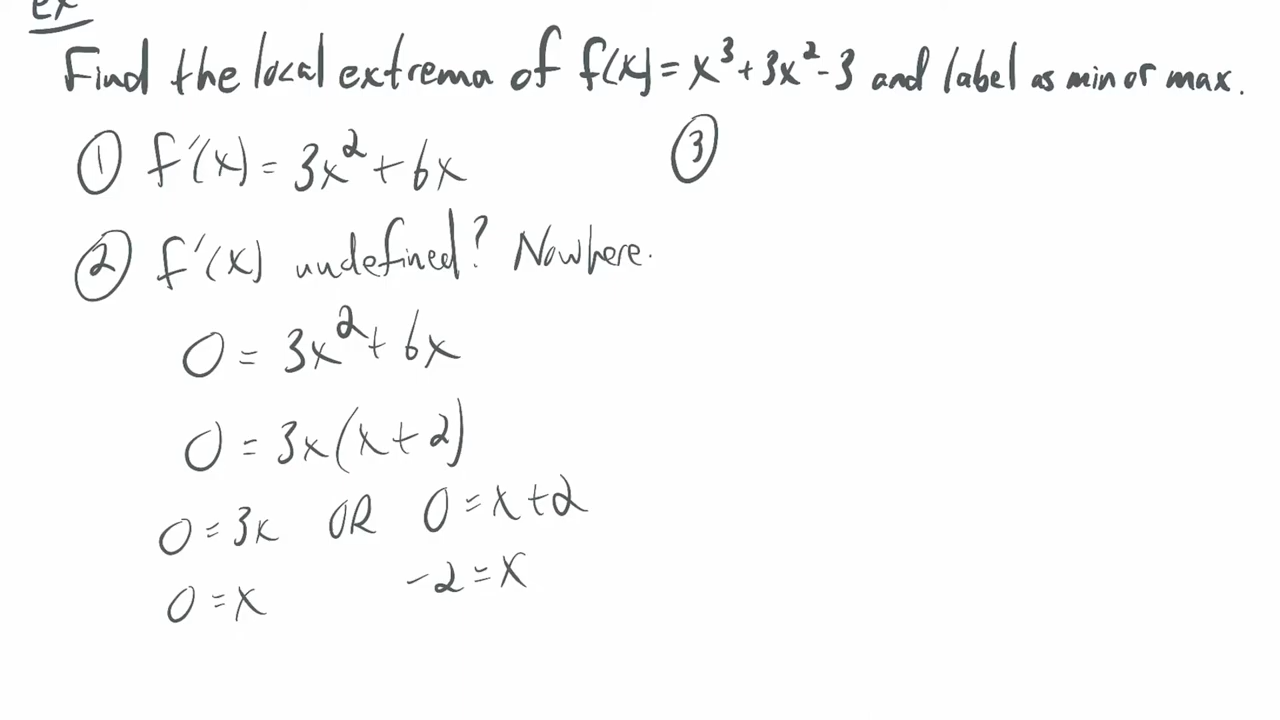 ex
Find the local extrema of f(x) = x³ + 3x² - 3 and label as min or max.
① f'(x) = 3x² + 6x
② f'(x) undefined? Nowhere.
0 = 3x² + 6x
0 = 3x(x + 2)
0 = 3x OR 0 = x + 2
0 = x -2 = x
③